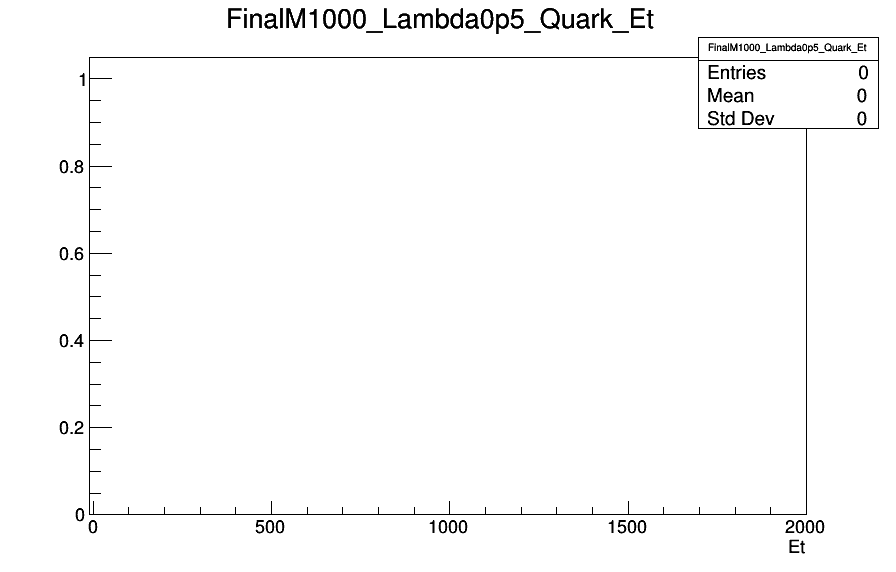 FinalM1000_Lambda0p5_Quark_Et
FinalM1000_Lambda0p5_Quark_Et
Entries 0
Mean 0
Std Dev 0
1
0.8
0.6
0.4
0.2
0
0 500 1000 1500 2000
Et